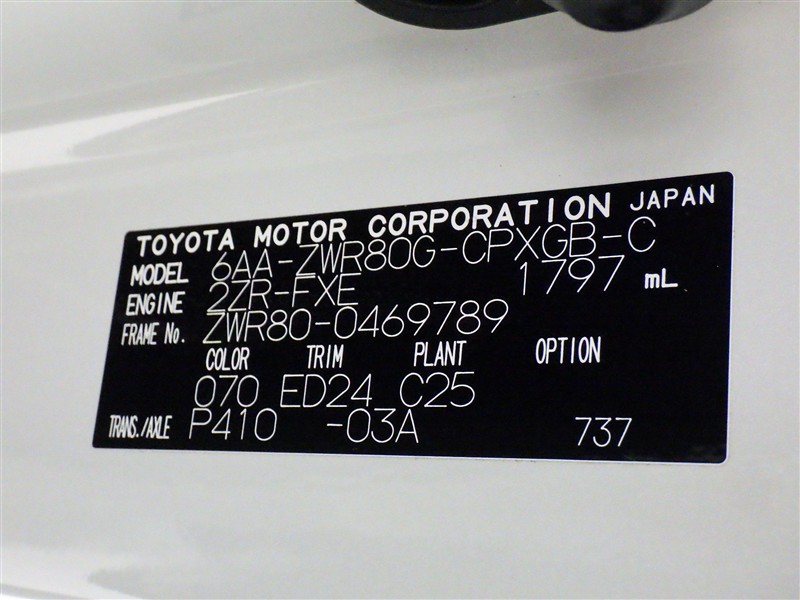 TOYOTA MOTOR CORPORATION JAPAN
MODEL 6AA-ZWR80G-CPXGB-C
ENGINE 2ZR-FXE 1797 mL
FRAME No. ZWR80-0469789
COLOR TRIM PLANT OPTION
070 ED24 C25
TRANS./AXLE P410 -03A 737